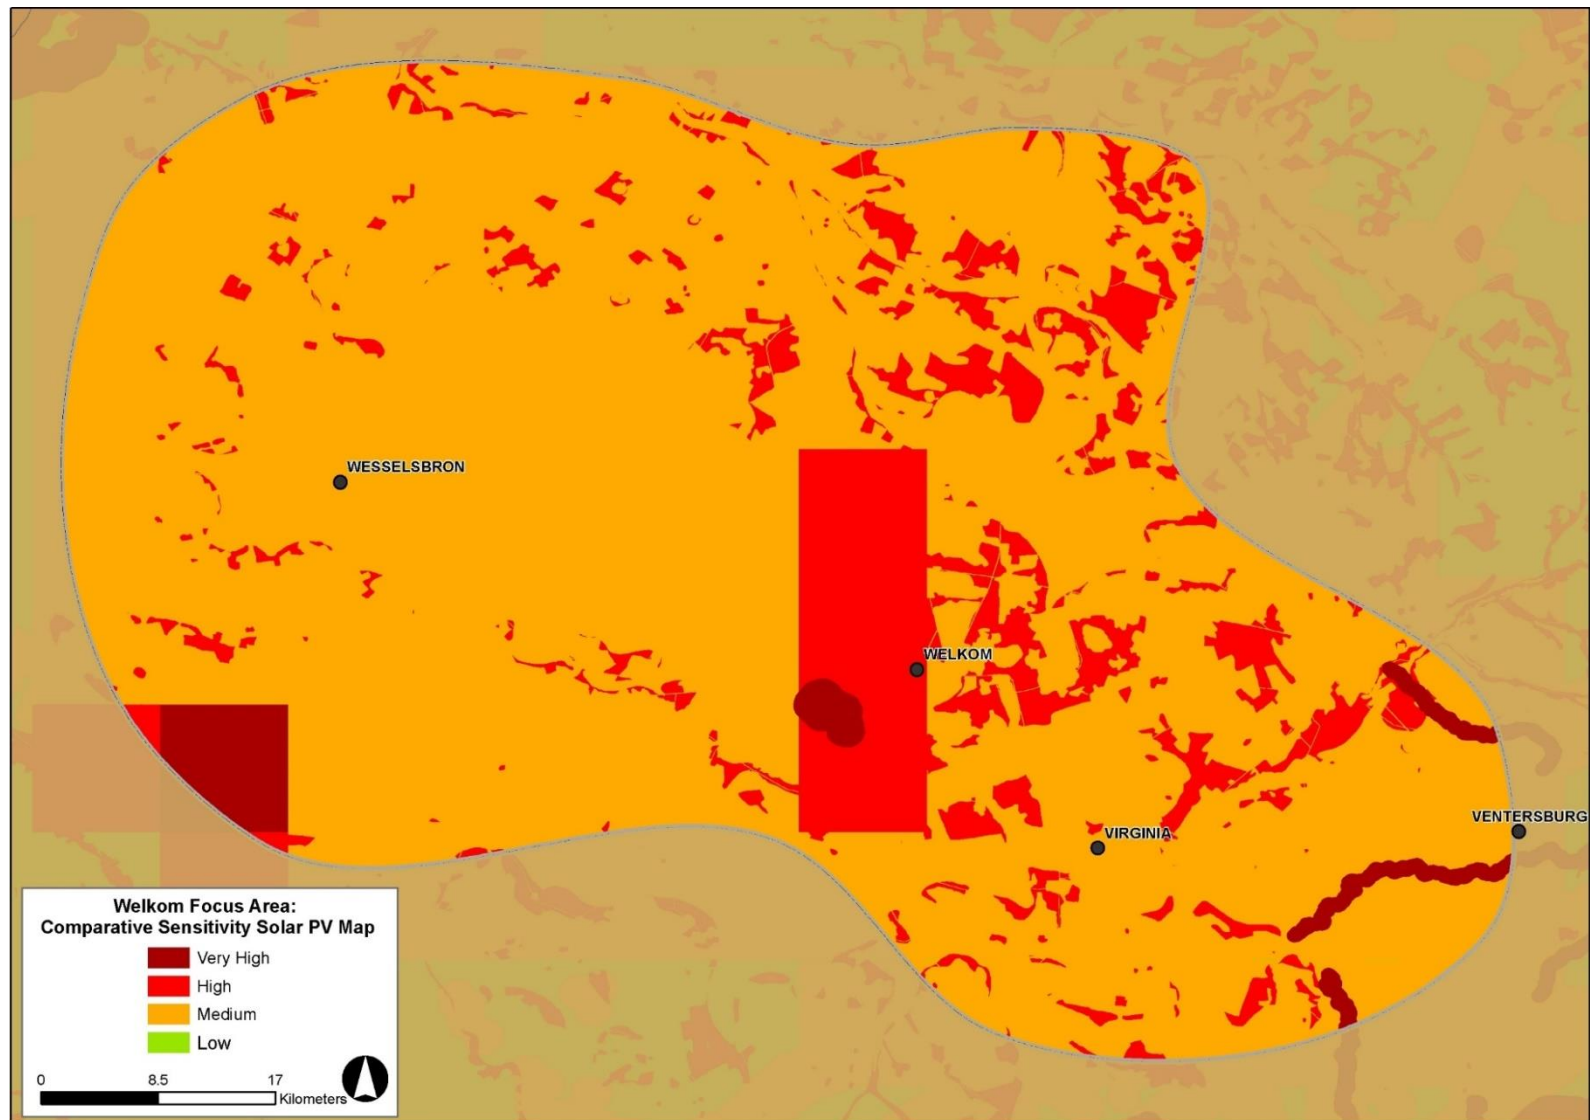 WESSELSBRON
WELKOM
VIRGINIA
VENTERSBURG
Welkom Focus Area:
Comparative Sensitivity Solar PV Map
Very High
High
Medium
Low
0 8.5 17
Kilometers